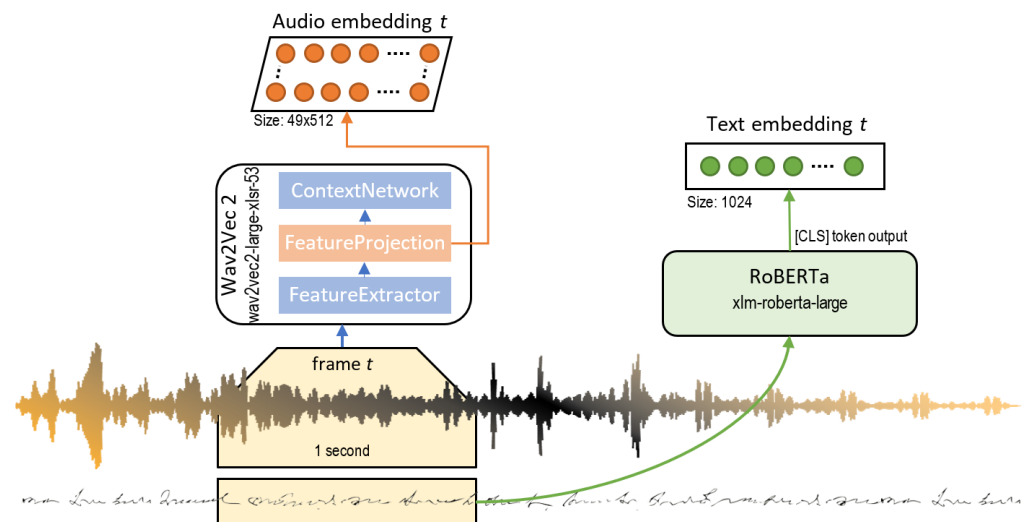 Audio embedding t
Size: 49x512
Wav2Vec 2
wav2vec2-large-xlsr-53
ContextNetwork
FeatureProjection
FeatureExtractor
frame t
1 second
Text embedding t
Size: 1024
[CLS] token output
RoBERTa
xlm-roberta-large